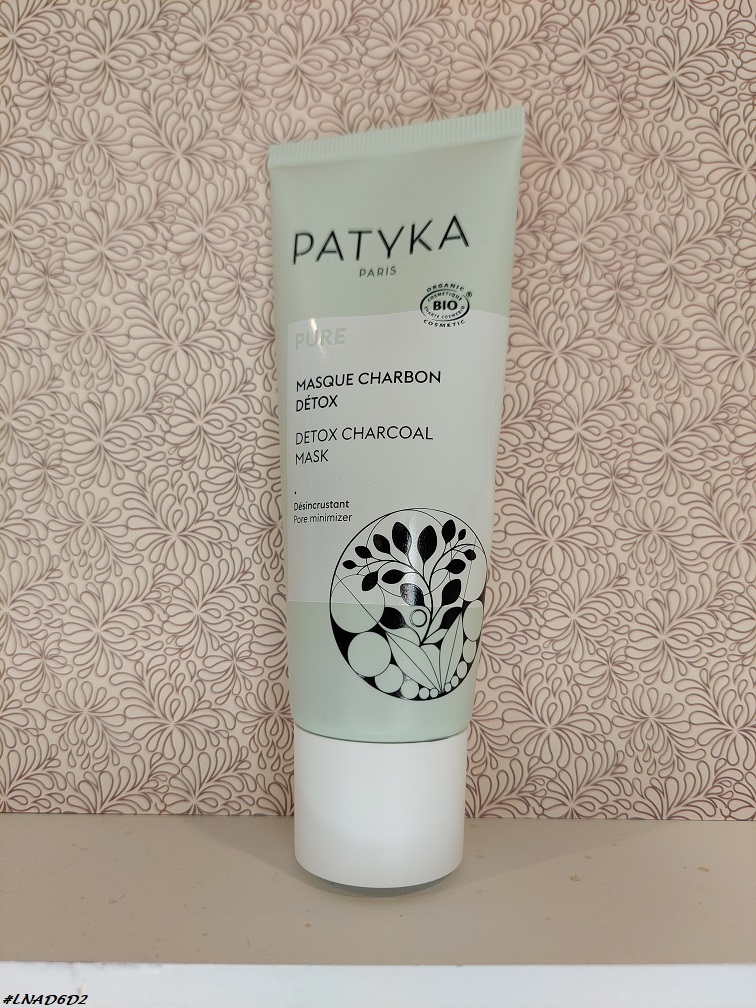 PATYKA
PARIS
ORGANIC
COSMETIQUE
BIO
COSMETIC
PURE
MASQUE CHARBON
DÉTOX
DETOX CHARCOAL
MASK
Désincrustant
Pore minimizer
#LNAD6D2